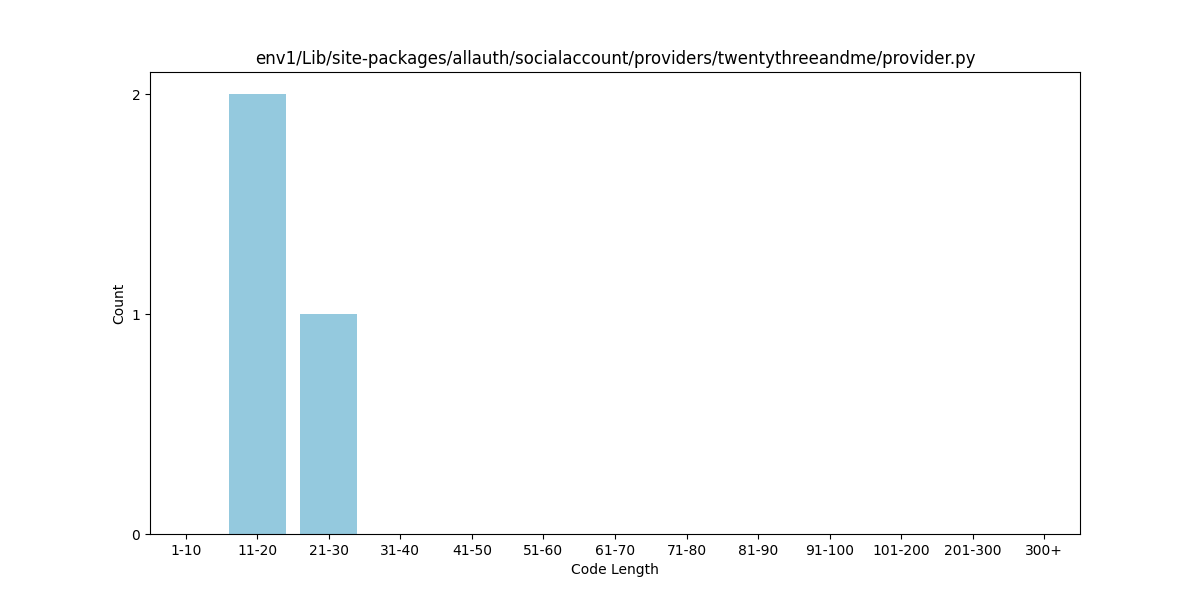 env1/Lib/site-packages/allauth/socialaccount/providers/twentythreeandme/provider.py
2
1
0
Count
1-10 11-20 21-30 31-40 41-50 51-60 61-70 71-80 81-90 91-100 101-200 201-300 300+
Code Length